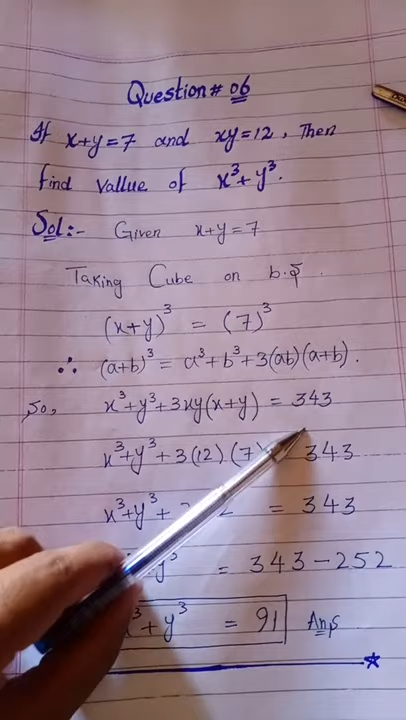 Question # 06
If x+y=7 and xy=12, Then
find vallue of x³+y³.
Sol:- Given x+y=7
Taking Cube on b.s
(x+y)³ = (7)³
∴ (a+b)³ = a³+b³+3(ab)(a+b).
So, x³+y³+3xy(x+y) = 343
x³+y³+3(12)(7) 343
x³+y³+ 2 = 343
y³ = 343-252
x³+y³ = 91 Ans